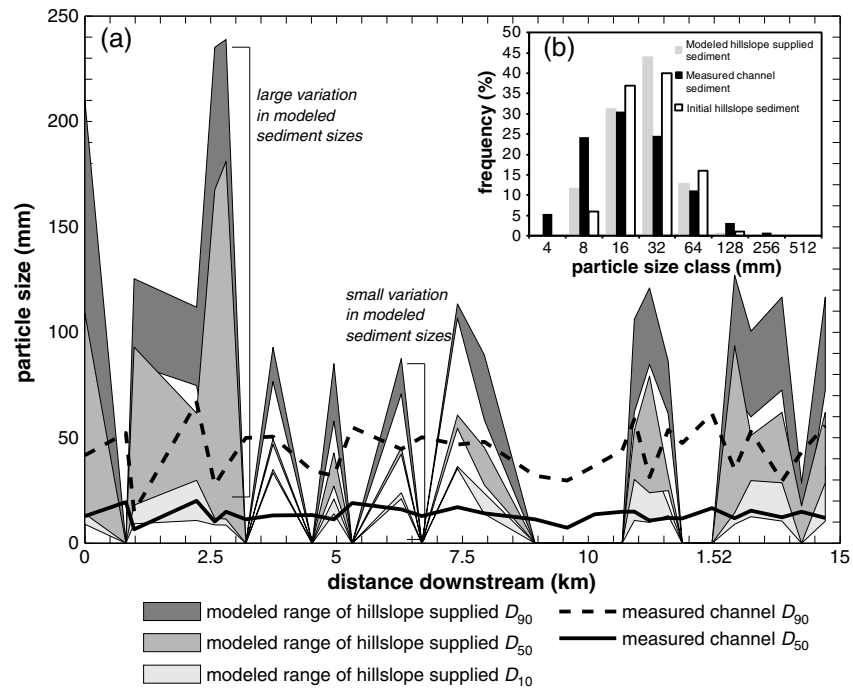 (a)
250
200
150
100
50
0
particle size (mm)
large variation
in modeled
sediment sizes
small variation
in modeled
sediment sizes
(b)
50
45
40
35
30
25
20
15
10
5
0
frequency (%)
Modeled hillslope supplied
sediment
Measured channel
sediment
Initial hillslope sediment
4 8 16 32 64 128 256 512
particle size class (mm)
0 2.5 5 7.5 10 1.52 15
distance downstream (km)
modeled range of hillslope supplied D90
modeled range of hillslope supplied D50
modeled range of hillslope supplied D10
measured channel D90
measured channel D50